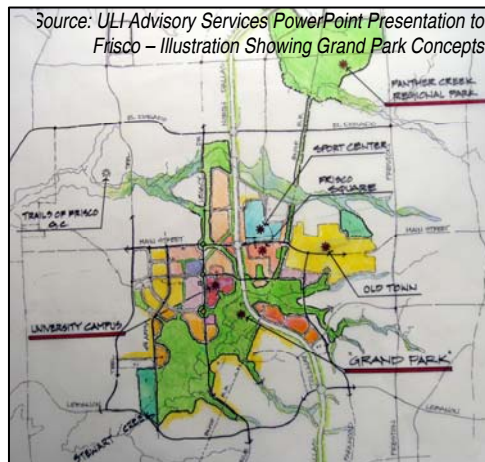 Source: ULI Advisory Services PowerPoint Presentation to
Frisco – Illustration Showing Grand Park Concepts
PANTHER CREEK
REGIONAL PARK
EL DORADO
EL DORADO
SPORT CENTER
FRISCO
SQUARE
TRAILS OF FRISCO
G.C.
MAIN STREET
MAIN
STREET
OLD TOWN
UNIVERSITY CAMPUS
"GRAND PARK"
LEBANON
LEBANON
STEWART CREEK